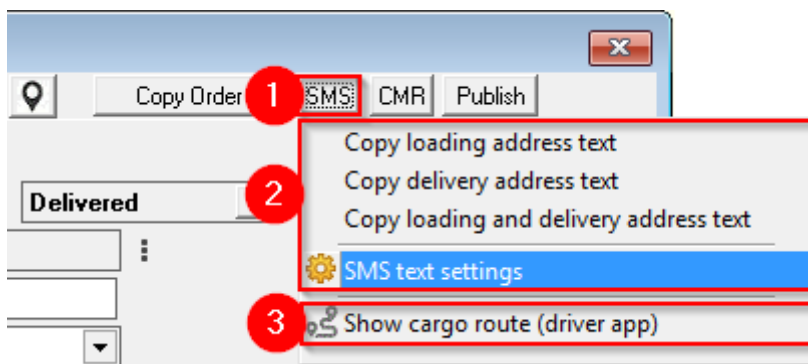 Copy Order 1 SMS CMR Publish
Copy loading address text
Delivered 2 Copy delivery address text
Copy loading and delivery address text
SMS text settings
3 Show cargo route (driver app)